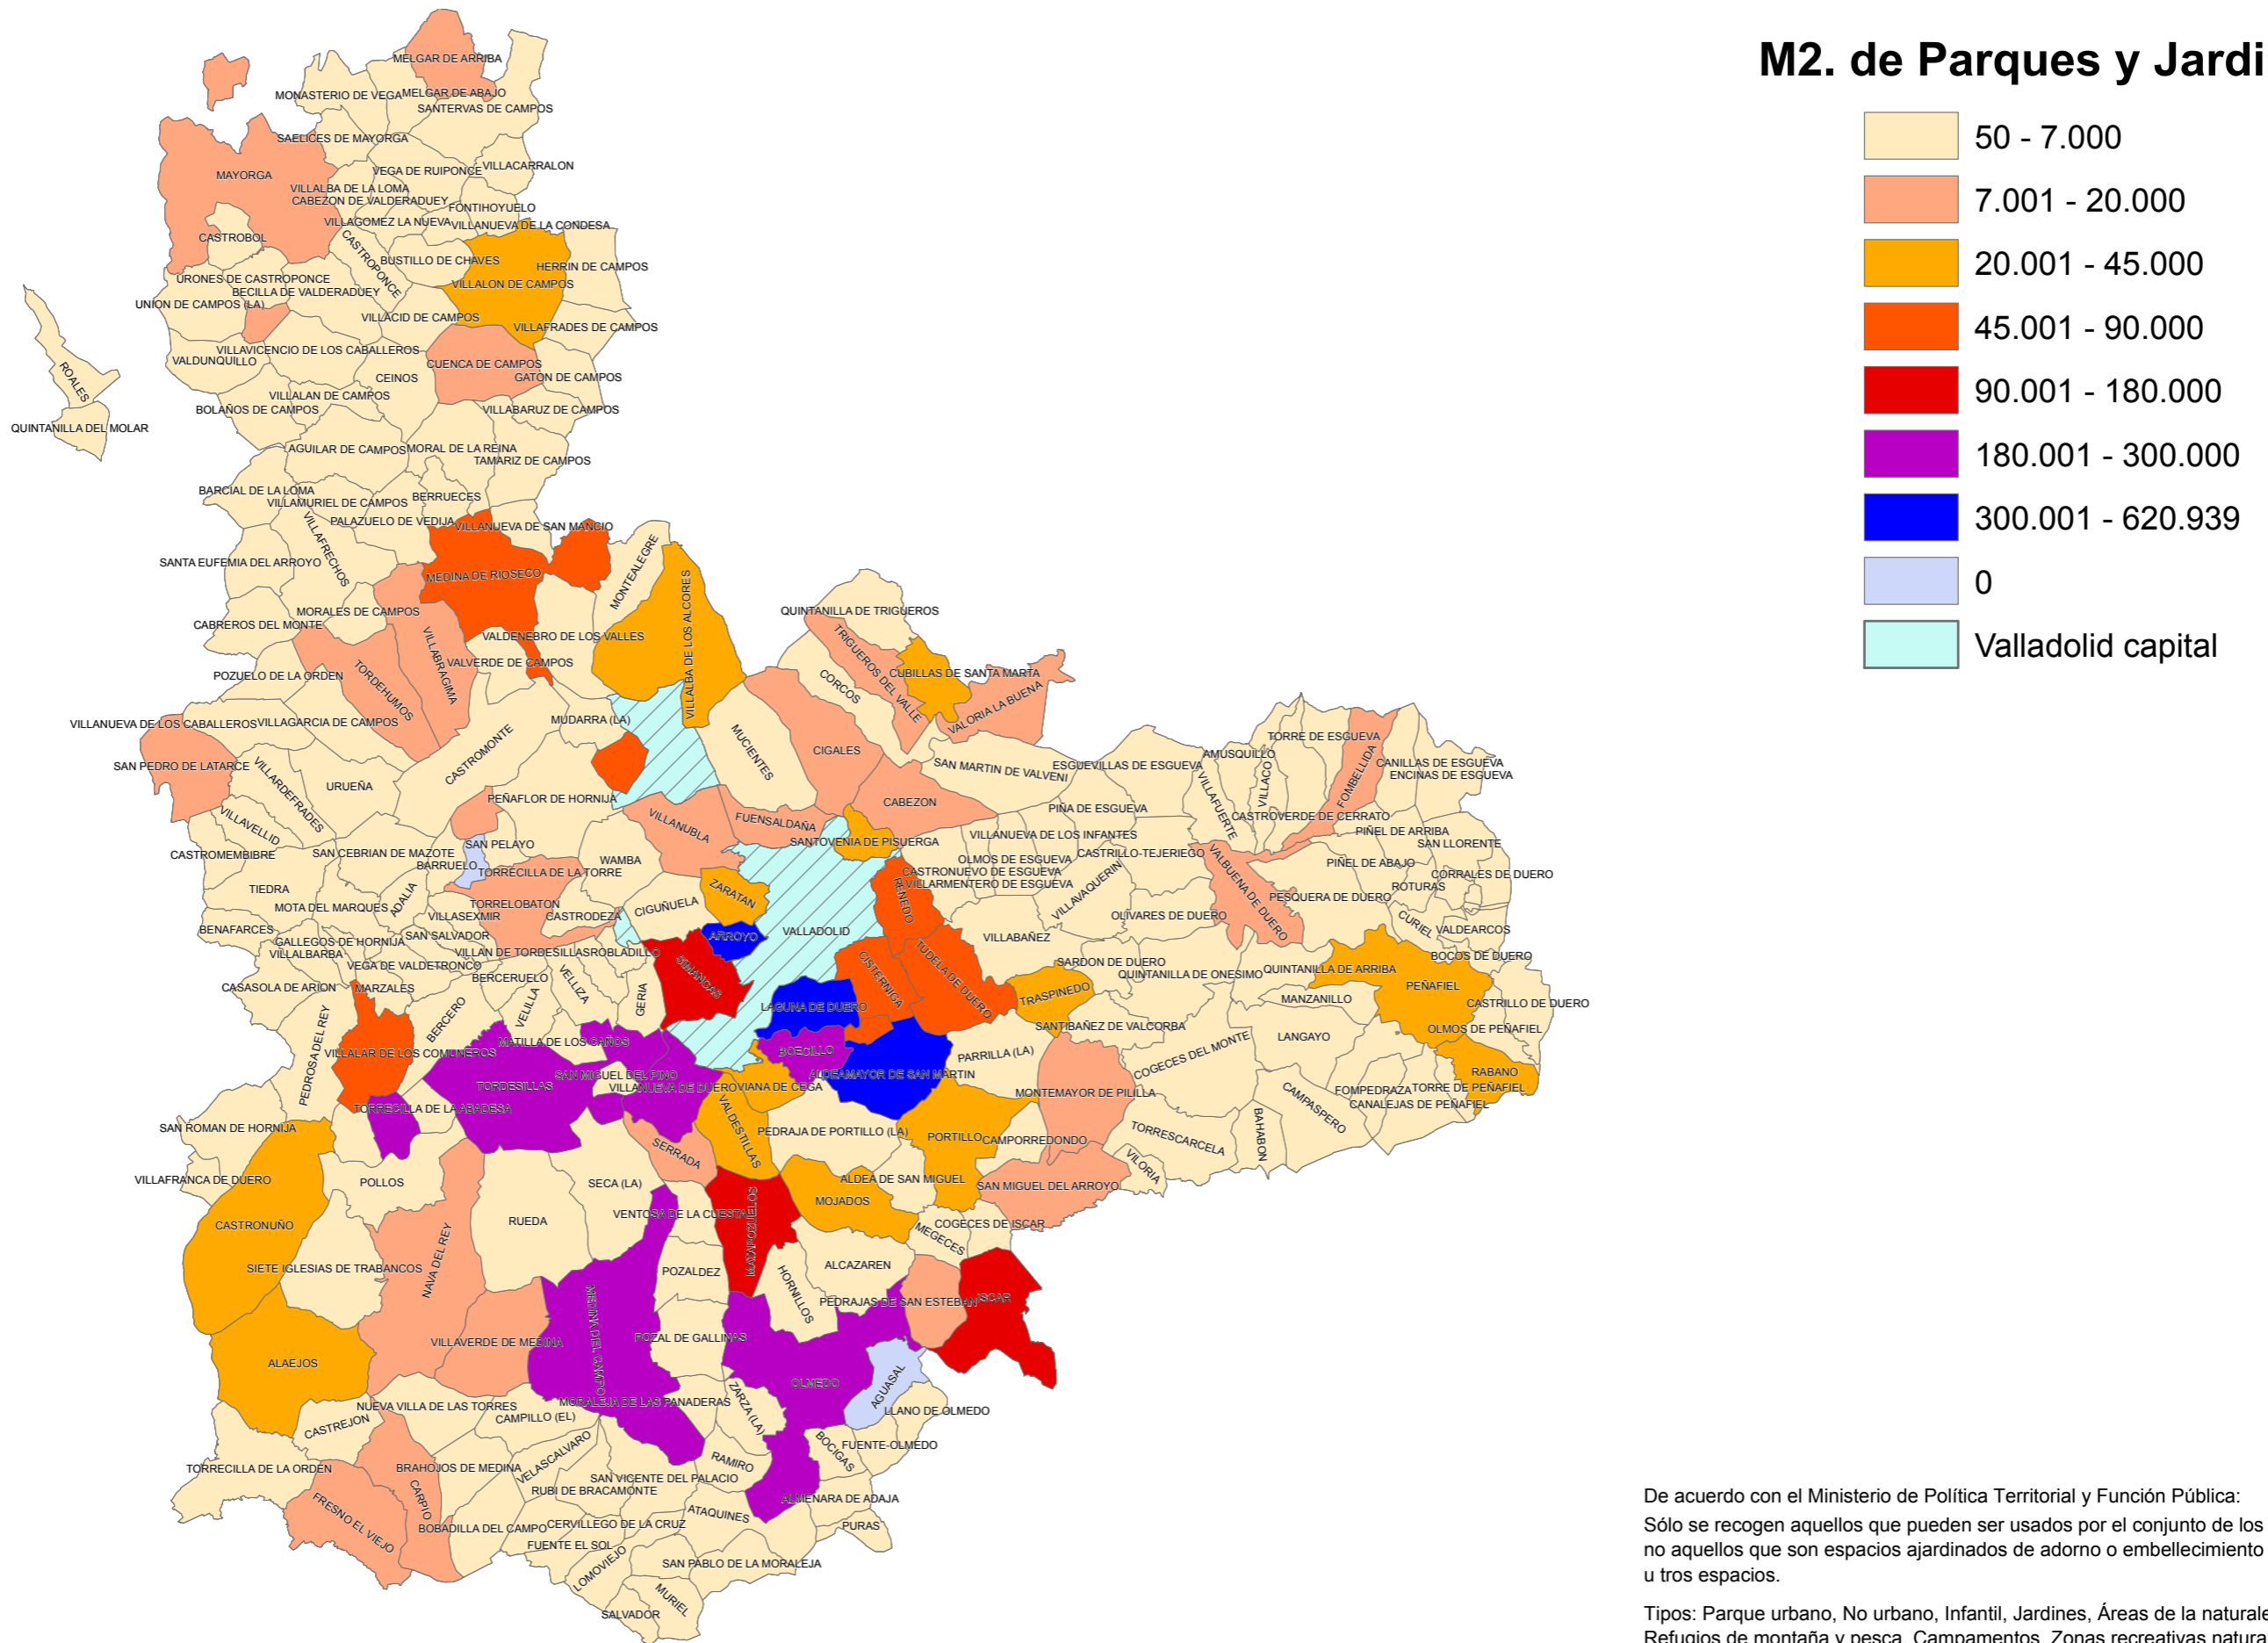 M2. de Parques y Jardi
50 - 7.000
7.001 - 20.000
20.001 - 45.000
45.001 - 90.000
90.001 - 180.000
180.001 - 300.000
300.001 - 620.939
0
Valladolid capital
MELGAR DE ARRIBA
MONASTERIO DE VEGA
MELGAR DE ABAJO
SANTERVAS DE CAMPOS
SAELICES DE MAYORGA
MAYORGA
VEGA DE RUIPONCE
VILLACARRALON
VILLALBA DE LA LOMA
CABEZON DE VALDERADUEY
FONTIHOYUELO
VILLAGOMEZ LA NUEVA
VILLANUEVA DE LA CONDESA
CASTROBOL
CASTROPONCE
BUSTILLO DE CHAVES
HERRIN DE CAMPOS
URONES DE CASTROPONCE
VILLALON DE CAMPOS
BECILLA DE VALDERADUEY
UNION DE CAMPOS (LA)
VILLACID DE CAMPOS
VILLAFRADES DE CAMPOS
VILLAVICENCIO DE LOS CABALLEROS
VALDUNQUILLO
CUENCA DE CAMPOS
CEINOS
GATON DE CAMPOS
ROALES
VILLALAN DE CAMPOS
BOLAÑOS DE CAMPOS
VILLABARUZ DE CAMPOS
QUINTANILLA DEL MOLAR
AGUILAR DE CAMPOS
MORAL DE LA REINA
TAMARIZ DE CAMPOS
BARCIAL DE LA LOMA
VILLAMURIEL DE CAMPOS
BERRUECES
PALAZUELO DE VEDIJA
VILLANUEVA DE SAN MANCIO
VILLAFRECHOS
SANTA EUFEMIA DEL ARROYO
MEDINA DE RIOSECO
MONTEALEGRE
MORALES DE CAMPOS
CABREROS DEL MONTE
VALDENEBRO DE LOS VALLES
VILLALBA DE LOS ALCORES
QUINTANILLA DE TRIGUEROS
TRIGUEROS DEL VALLE
VILLABRAGIMA
VALVERDE DE CAMPOS
POZUELO DE LA ORDEN
TORDEHUMOS
CORCOS
CUBILLAS DE SANTA MARTA
VALORIA LA BUENA
VILLANUEVA DE LOS CABALLEROS
VILLAGARCIA DE CAMPOS
MUDARRA (LA)
MUCIENTES
CIGALES
CASTROMONTE
SAN PEDRO DE LATARCE
VILLARDEFRADES
URUEÑA
SAN MARTIN DE VALVENI
ESGUEVILLAS DE ESGUEVA
AMUSQUILLO
TORRE DE ESGUEVA
CANILLAS DE ESGUEVA
ENCINAS DE ESGUEVA
FOMBELLIDA
VILLACO
VILLAFUERTE
PEÑAFLOR DE HORNIJA
CABEZON
PIÑA DE ESGUEVA
CASTROVERDE DE CERRATO
VILLAVELLID
VILLANUBLA
FUENSALDAÑA
SANTOVENIA DE PISUERGA
VILLANUEVA DE LOS INFANTES
PIÑEL DE ARRIBA
SAN LLORENTE
CASTROMEMBIBRE
SAN CEBRIAN DE MAZOTE
SAN PELAYO
BARRUELO
WAMBA
OLMOS DE ESGUEVA
CASTRILLO-TEJERIEGO
PIÑEL DE ABAJO
TORRECILLA DE LA TORRE
CASTRONUEVO DE ESGUEVA
VILLARMENTERO DE ESGUEVA
VALBUENA DE DUERO
CORRALES DE DUERO
ROTURAS
TIEDRA
ADALIA
ZARATAN
RENEDO
VILLAVAQUERIN
PESQUERA DE DUERO
MOTA DEL MARQUES
TORRELOBATON
CIGUÑUELA
VILLASEXMIR
CASTRODEZA
OLIVARES DE DUERO
CURIEL
VALDEARCOS
BENAFARCES
GALLEGOS DE HORNIJA
SAN SALVADOR
ARROYO
VALLADOLID
VILLABAÑEZ
VILLALBARBA
VILLAN DE TORDESILLAS
ROBLADILLO
BOCOS DE DUERO
VEGA DE VALDETRONCO
SIMANCAS
CISTERNIGA
TUDELA DE DUERO
SARDON DE DUERO
QUINTANILLA DE ONESIMO
QUINTANILLA DE ARRIBA
BERCERUELO
VELLIZA
CASASOLA DE ARION
MARZALES
GERIA
PEÑAFIEL
TRASPINEDO
MANZANILLO
CASTRILLO DE DUERO
VELILLA
BERCERO
LAGUNA DE DUERO
SANTIBAÑEZ DE VALCORBA
OLMOS DE PEÑAFIEL
LANGAYO
PEDROSA DEL REY
MATILLA DE LOS CAÑOS
BOECILLO
VILLALAR DE LOS COMUNEROS
PARRILLA (LA)
COGECES DEL MONTE
SAN MIGUEL DEL PINO
ALDEAMAYOR DE SAN MARTIN
RABANO
TORDESILLAS
VILLANUEVA DE DUERO
VIANA DE CEGA
MONTEMAYOR DE PILILLA
FOMPEDRAZA
TORRE DE PEÑAFIEL
CANALEJAS DE PEÑAFIEL
TORRECILLA DE LA ABADESA
CAMPASPERO
SAN ROMAN DE HORNIJA
VALDESTILLAS
PEDRAJA DE PORTILLO (LA)
PORTILLO
CAMPORREDONDO
TORRESCARCELA
BAHABON
SERRADA
VILORIA
VILLAFRANCA DE DUERO
POLLOS
SECA (LA)
ALDEA DE SAN MIGUEL
SAN MIGUEL DEL ARROYO
MOJADOS
CASTRONUÑO
RUEDA
VENTOSA DE LA CUESTA
MATAPOZUELOS
COGECES DE ISCAR
MEGECES
SIETE IGLESIAS DE TRABANCOS
NAVA DEL REY
POZALDEZ
HORNILLOS
ALCAZAREN
PEDRAJAS DE SAN ESTEBAN
ISCAR
MEDINA DEL CAMPO
VILLAVERDE DE MEDINA
POZAL DE GALLINAS
ALAEJOS
OLMEDO
AGUASAL
MORALEJA DE LAS PANADERAS
ZARZA (LA)
NUEVA VILLA DE LAS TORRES
CAMPILLO (EL)
LLANO DE OLMEDO
CASTREJON
BOCIGAS
FUENTE-OLMEDO
VELASCALVARO
TORRECILLA DE LA ORDEN
BRAHOJOS DE MEDINA
RAMIRO
SAN VICENTE DEL PALACIO
RUBI DE BRACAMONTE
CARPIO
ALMENARA DE ADAJA
FRESNO EL VIEJO
ATAQUINES
BOBADILLA DEL CAMPO
CERVILLEGO DE LA CRUZ
PURAS
FUENTE EL SOL
LOMOVIEJO
SAN PABLO DE LA MORALEJA
MURIEL
SALVADOR
De acuerdo con el Ministerio de Política Territorial y Función Pública:
Sólo se recogen aquellos que pueden ser usados por el conjunto de los
no aquellos que son espacios ajardinados de adorno o embellecimiento
u tros espacios.
Tipos: Parque urbano, No urbano, Infantil, Jardines, Áreas de la naturale
Refugios de montaña y pesca, Campamentos, Zonas recreativas natura